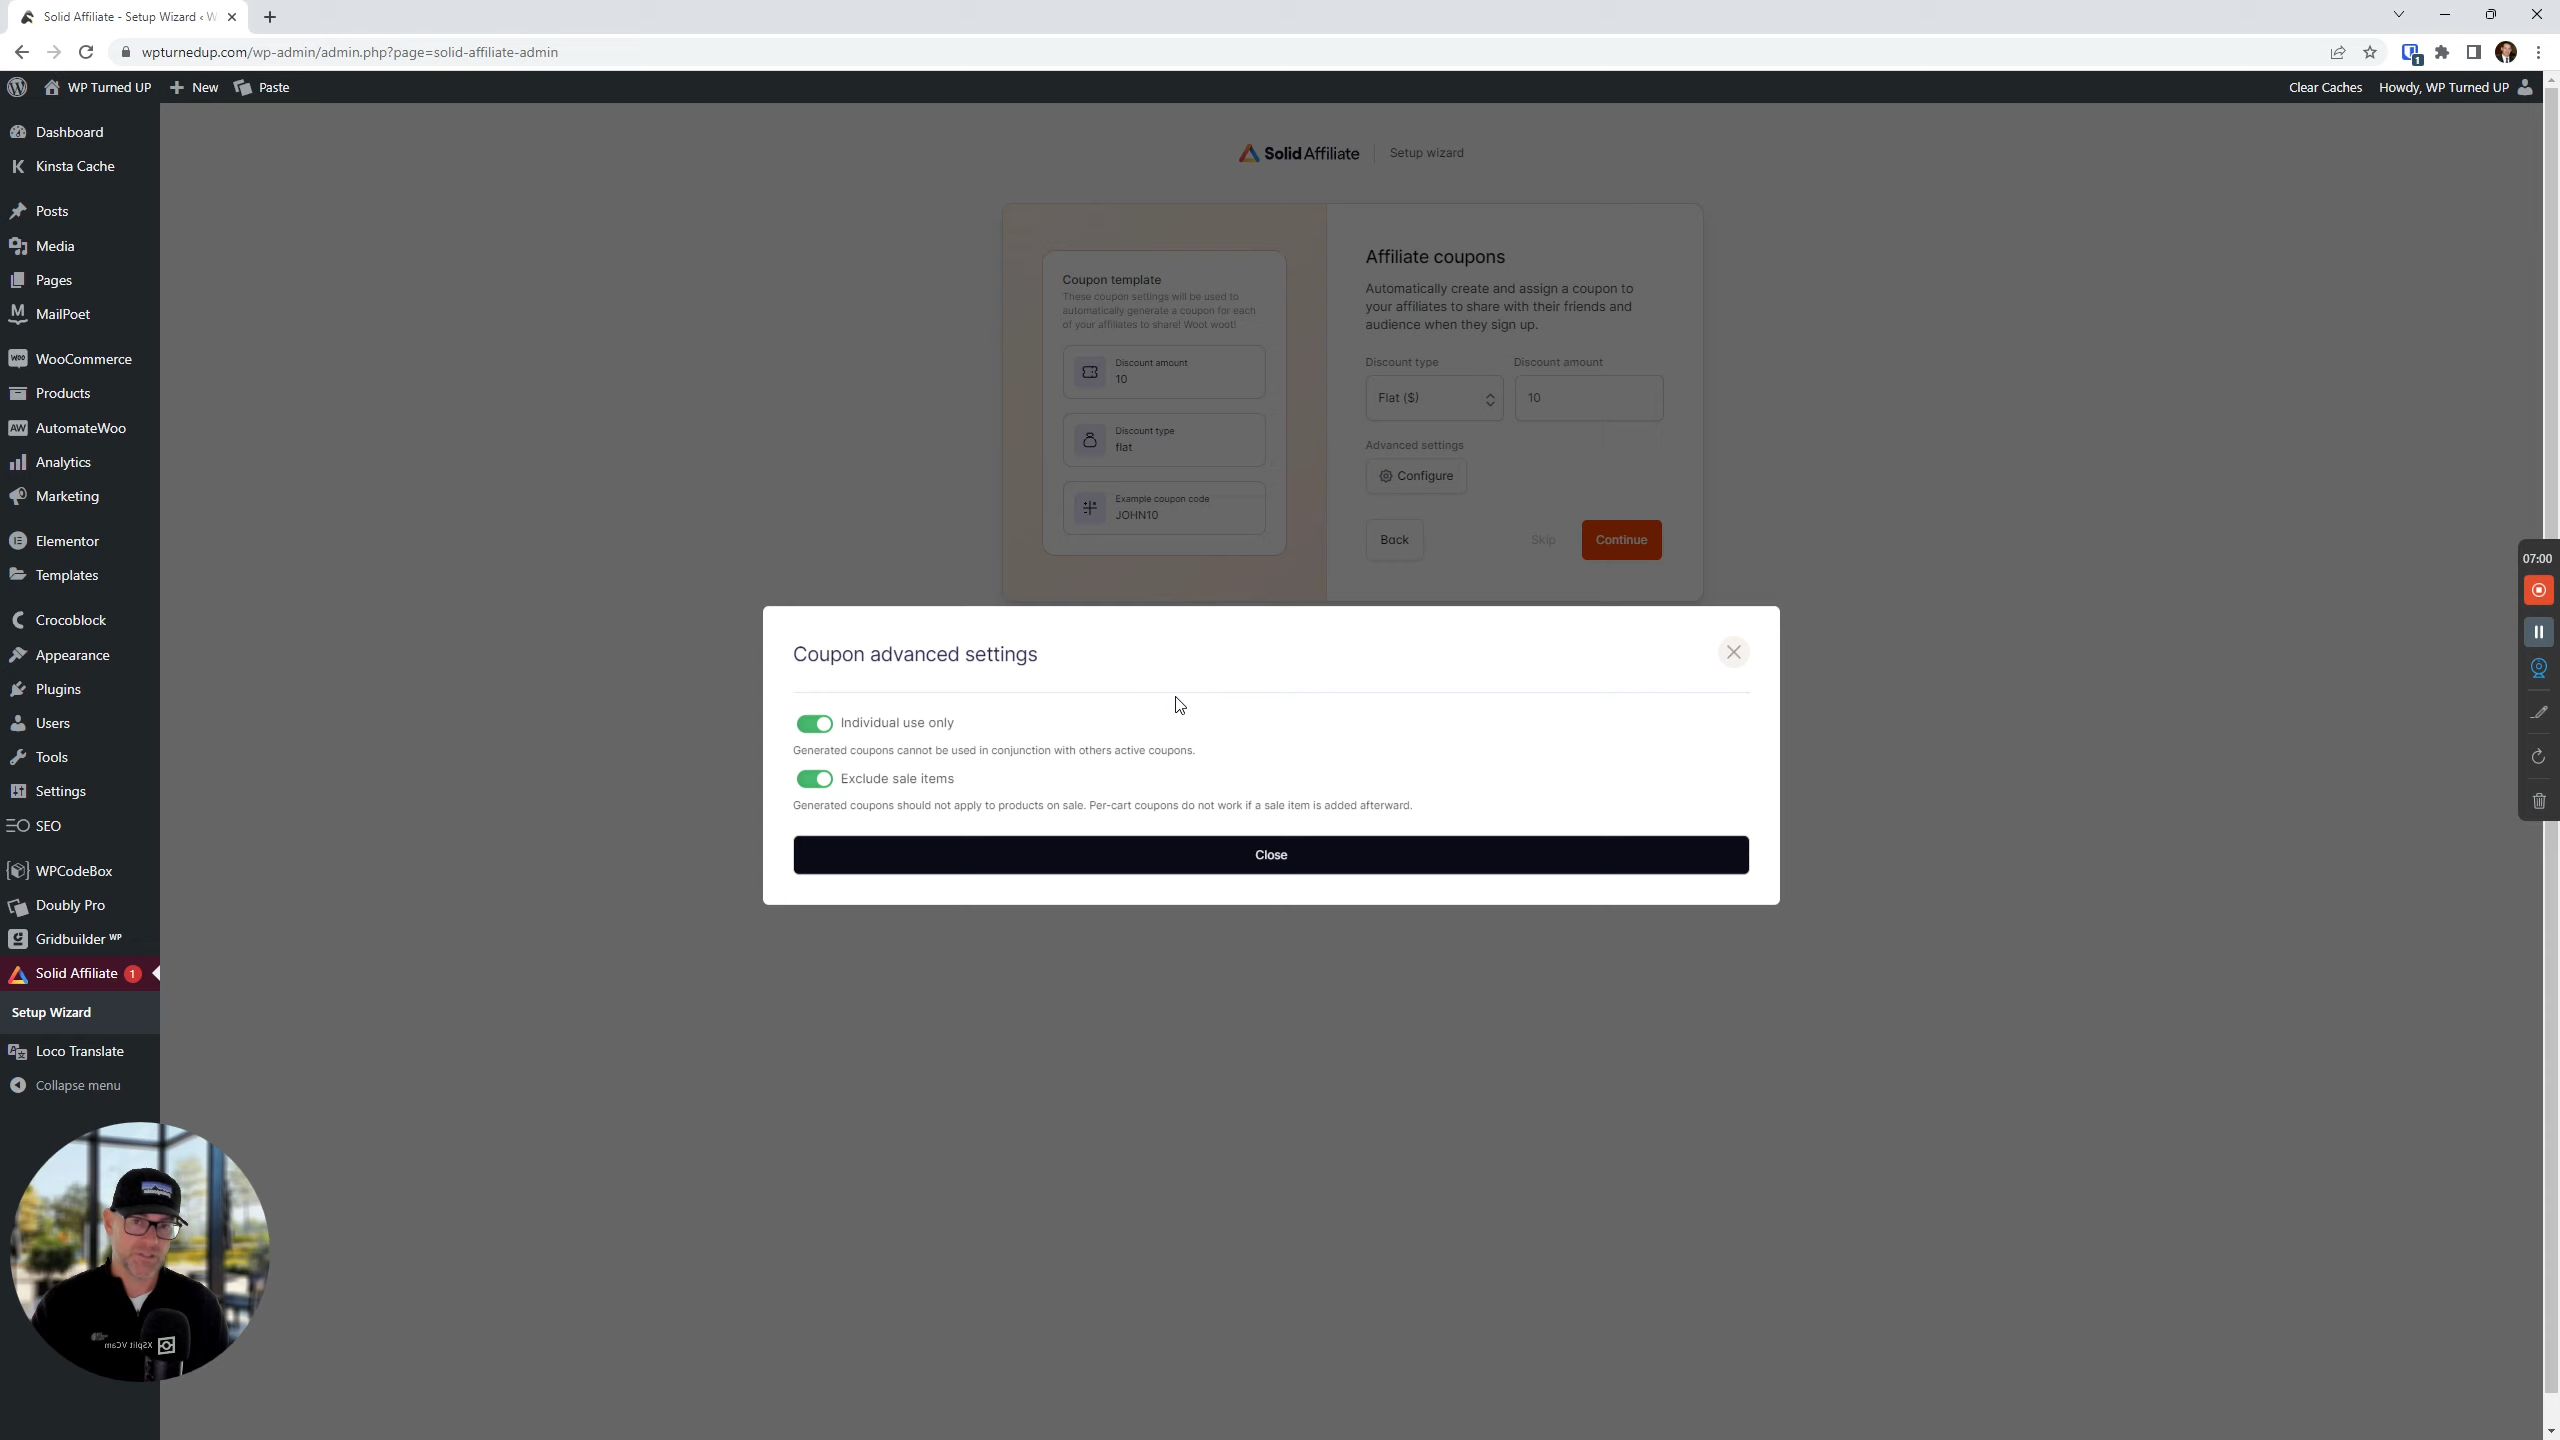 Solid Affiliate - Setup Wizard ‹ W
wpturnedup.com/wp-admin/admin.php?page=solid-affiliate-admin
1
WP Turned UP
New
Paste
Clear Caches
Howdy, WP Turned UP
Dashboard
Kinsta Cache
Posts
Media
Pages
MailPoet
WooCommerce
Products
AutomateWoo
Analytics
Marketing
Elementor
Templates
Crocoblock
Appearance
Plugins
Users
Tools
Settings
SEO
WPCodeBox
Doubly Pro
Gridbuilder WP
Solid Affiliate 1
Setup Wizard
Loco Translate
Collapse menu
Solid Affiliate
Setup wizard
Coupon template
These coupon settings will be used to
automatically generate a coupon for each
of your affiliates to share! Woot woot!
Discount amount
10
Discount type
flat
Example coupon code
JOHN10
Affiliate coupons
Automatically create and assign a coupon to
your affiliates to share with their friends and
audience when they sign up.
Discount type
Discount amount
Flat ($)
10
Advanced settings
Configure
Back
Skip
Continue
Coupon advanced settings
Individual use only
Generated coupons cannot be used in conjunction with others active coupons.
Exclude sale items
Generated coupons should not apply to products on sale. Per-cart coupons do not work if a sale item is added afterward.
Close
07:00
XSplit VCam